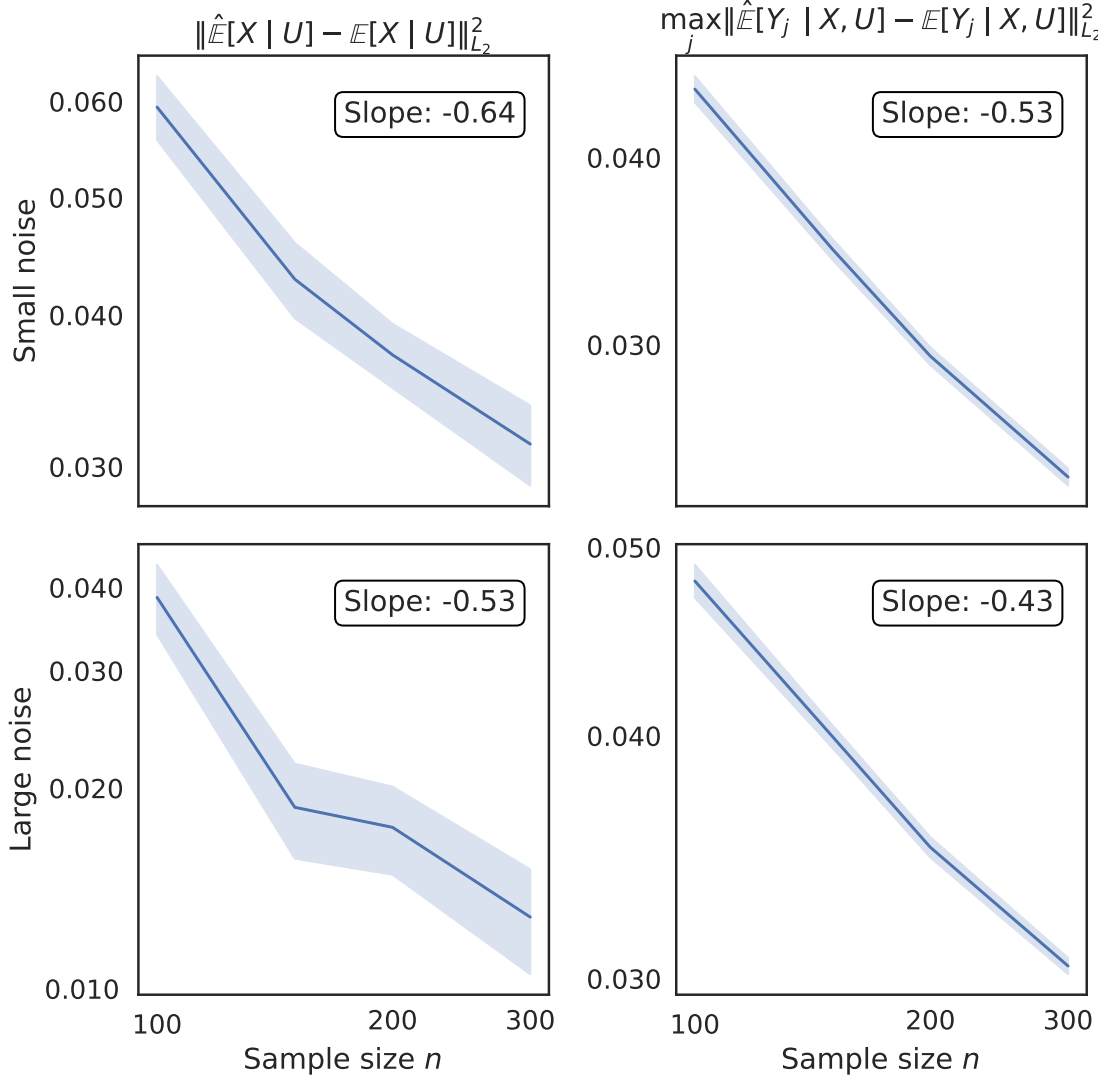 ‖𝔼̂[X | U] − 𝔼[X | U]‖²_{L₂}
max_j ‖𝔼̂[Y_j | X, U] − 𝔼[Y_j | X, U]‖²_{L₂}
Small noise
0.060
0.050
0.040
0.030
Slope: -0.64
0.040
0.030
Slope: -0.53
Large noise
0.040
0.030
0.020
0.010
Slope: -0.53
100
200
300
Sample size n
0.050
0.040
0.030
Slope: -0.43
100
200
300
Sample size n